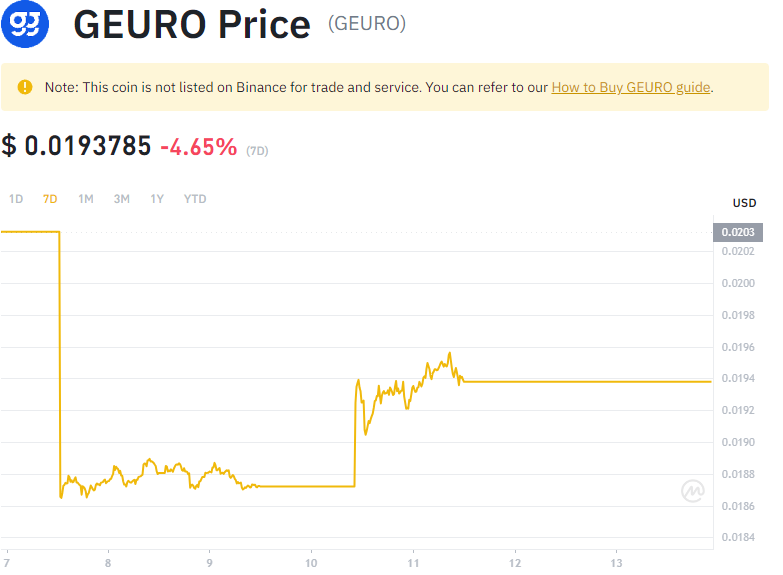 GEURO Price (GEURO)
Note: This coin is not listed on Binance for trade and service. You can refer to our How to Buy GEURO guide.
$ 0.0193785 -4.65% (7D)
1D 7D 1M 3M 1Y YTD
USD
0.0203
0.0202
0.0200
0.0198
0.0196
0.0194
0.0192
0.0190
0.0188
0.0186
0.0184
7 8 9 10 11 12 13